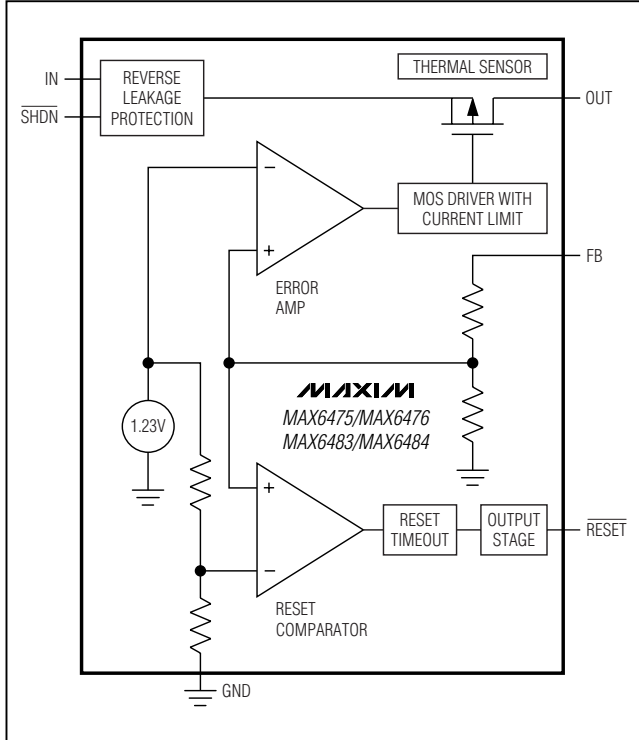 IN
SHDN
REVERSE
LEAKAGE
PROTECTION
THERMAL SENSOR
OUT
−
+
ERROR
AMP
MOS DRIVER WITH
CURRENT LIMIT
FB
1.23V
MAXIM
MAX6475/MAX6476
MAX6483/MAX6484
+
−
RESET
COMPARATOR
RESET
TIMEOUT
OUTPUT
STAGE
RESET
GND